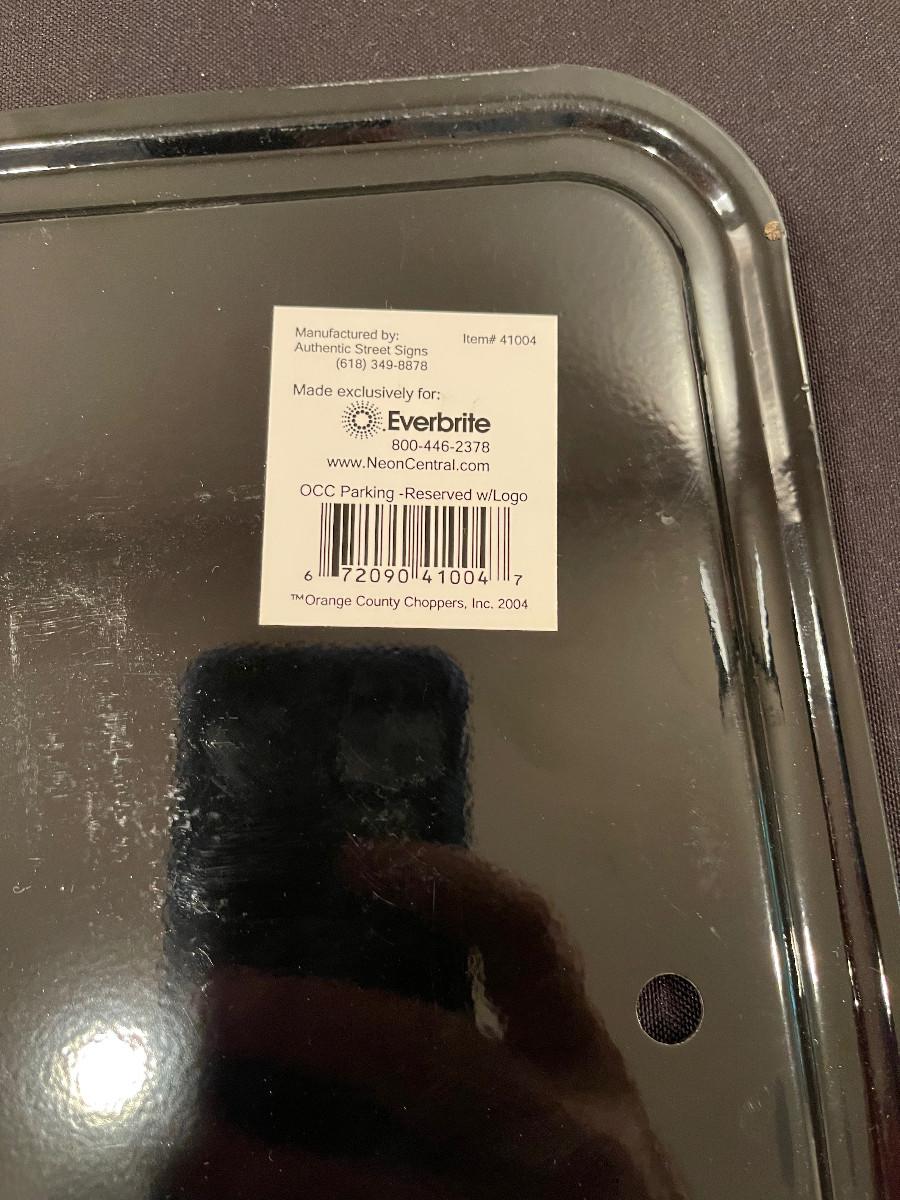 Manufactured by: Item# 41004
Authentic Street Signs
(618) 349-8878
Made exclusively for:
Everbrite
800-446-2378
www.NeonCentral.com
OCC Parking -Reserved w/Logo
6 72090 41004 7
™Orange County Choppers, Inc. 2004